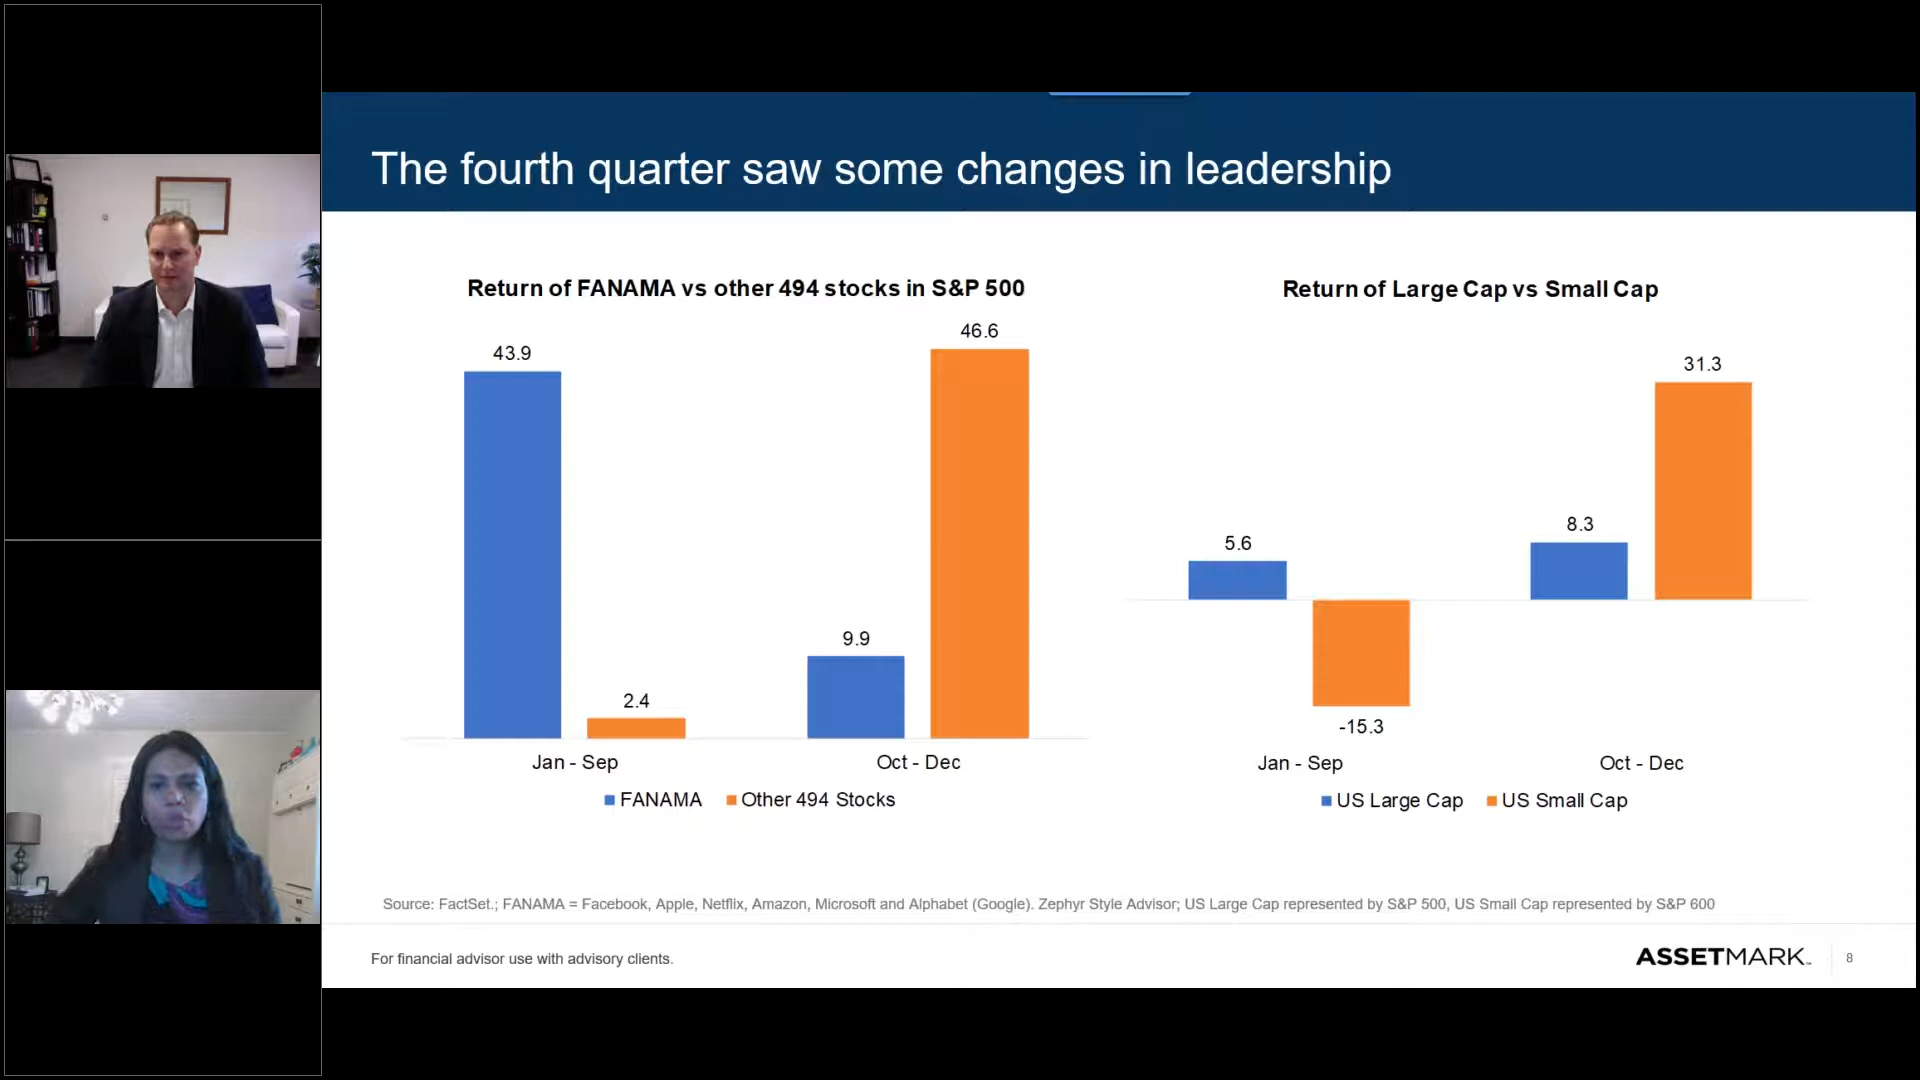 The fourth quarter saw some changes in leadership
Return of FANAMA vs other 494 stocks in S&P 500
43.9
2.4
9.9
46.6
Jan - Sep
Oct - Dec
FANAMA
Other 494 Stocks
Return of Large Cap vs Small Cap
5.6
-15.3
8.3
31.3
Jan - Sep
Oct - Dec
US Large Cap
US Small Cap
Source: FactSet.; FANAMA = Facebook, Apple, Netflix, Amazon, Microsoft and Alphabet (Google). Zephyr Style Advisor; US Large Cap represented by S&P 500, US Small Cap represented by S&P 600
For financial advisor use with advisory clients.
ASSETMARK™
8